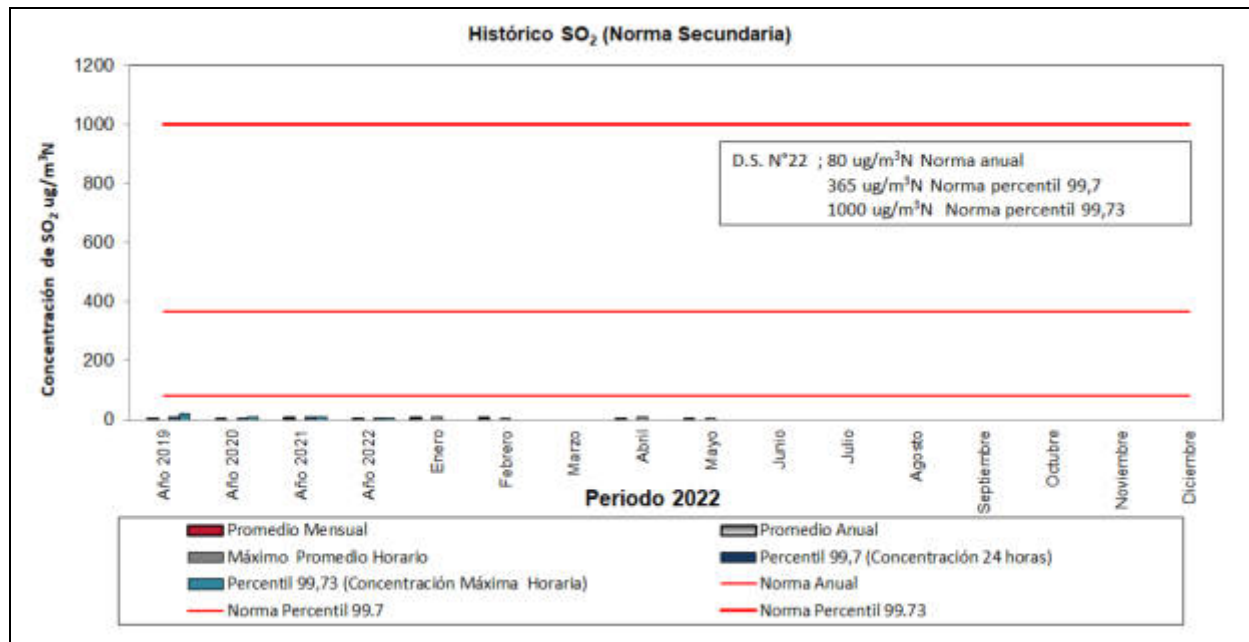 Histórico SO₂ (Norma Secundaria)
Concentración de SO₂ ug/m³N
1200
1000
800
600
400
200
0
D.S. N°22 ; 80 ug/m³N Norma anual
365 ug/m³N Norma percentil 99,7
1000 ug/m³N Norma percentil 99,73
Año 2019
Año 2020
Año 2021
Año 2022
Enero
Febrero
Marzo
Abril
Mayo
Junio
Julio
Agosto
Septiembre
Octubre
Noviembre
Diciembre
Periodo 2022
Promedio Mensual
Promedio Anual
Máximo Promedio Horario
Percentil 99,7 (Concentración 24 horas)
Percentil 99,73 (Concentración Máxima Horaria)
Norma Anual
Norma Percentil 99.7
Norma Percentil 99.73